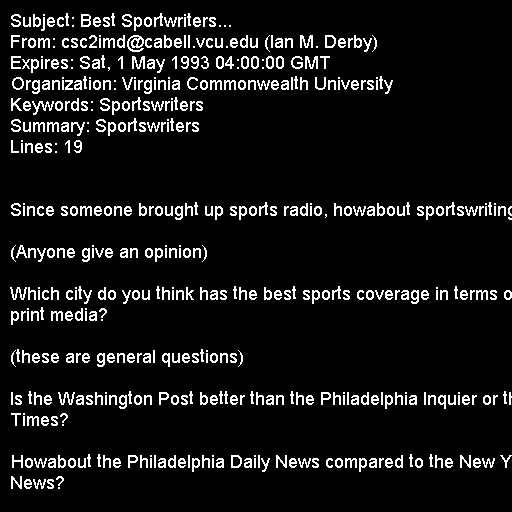 Subject: Best Sportwriters...
From: csc2imd@cabell.vcu.edu (Ian M. Derby)
Expires: Sat, 1 May 1993 04:00:00 GMT
Organization: Virginia Commonwealth University
Keywords: Sportswriters
Summary: Sportswriters
Lines: 19
Since someone brought up sports radio, howabout sportswriting
(Anyone give an opinion)
Which city do you think has the best sports coverage in terms o
print media?
(these are general questions)
Is the Washington Post better than the Philadelphia Inquier or th
Times?
Howabout the Philadelphia Daily News compared to the New Y
News?